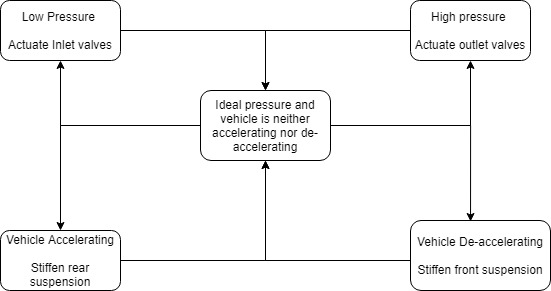 Low Pressure
Actuate Inlet valves
High pressure
Actuate outlet valves
Ideal pressure and
vehicle is neither
accelerating nor de-
accelerating
Vehicle Accelerating
Stiffen rear
suspension
Vehicle De-accelerating
Stiffen front suspension